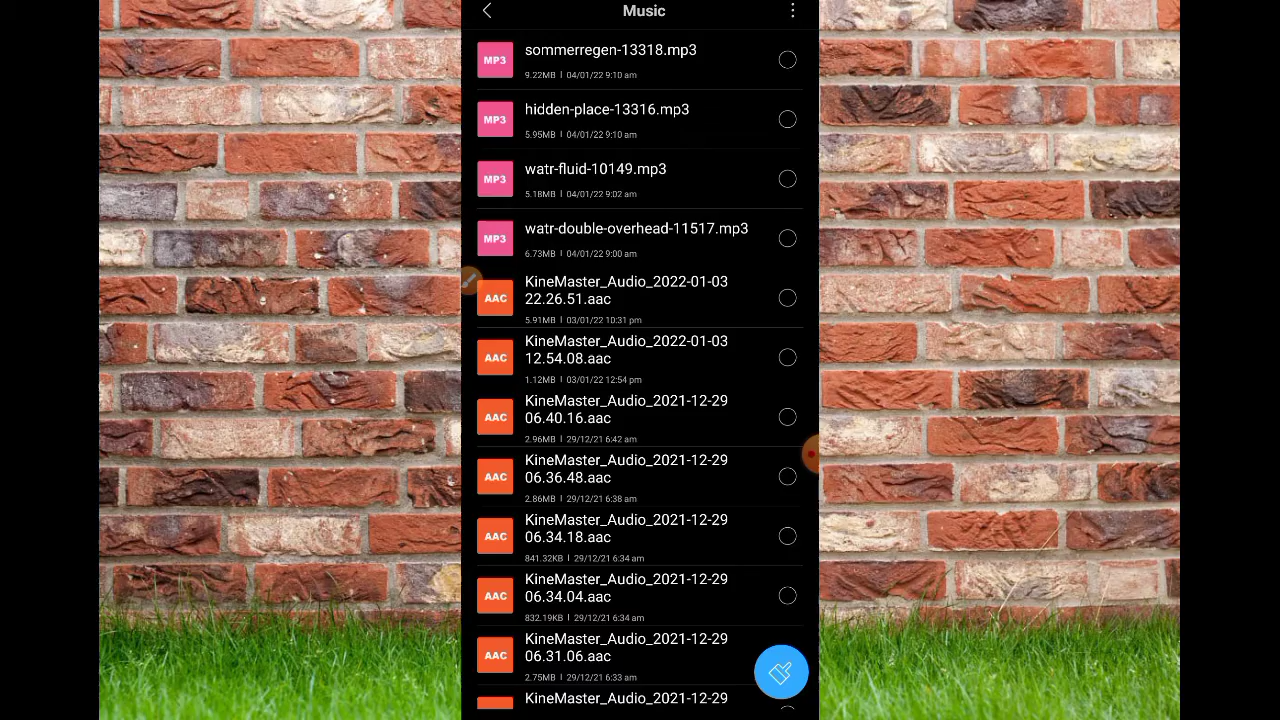 Music
MP3
sommerregen-13318.mp3
9.22MB | 04/01/22 9:10 am
MP3
hidden-place-13316.mp3
5.95MB | 04/01/22 9:10 am
MP3
watr-fluid-10149.mp3
5.18MB | 04/01/22 9:02 am
MP3
watr-double-overhead-11517.mp3
6.73MB | 04/01/22 9:00 am
AAC
KineMaster_Audio_2022-01-03
22.26.51.aac
5.91MB | 03/01/22 10:31 pm
AAC
KineMaster_Audio_2022-01-03
12.54.08.aac
1.12MB | 03/01/22 12:54 pm
AAC
KineMaster_Audio_2021-12-29
06.40.16.aac
2.96MB | 29/12/21 6:42 am
AAC
KineMaster_Audio_2021-12-29
06.36.48.aac
2.86MB | 29/12/21 6:38 am
AAC
KineMaster_Audio_2021-12-29
06.34.18.aac
841.32KB | 29/12/21 6:34 am
AAC
KineMaster_Audio_2021-12-29
06.34.04.aac
832.19KB | 29/12/21 6:34 am
AAC
KineMaster_Audio_2021-12-29
06.31.06.aac
2.75MB | 29/12/21 6:33 am
KineMaster_Audio_2021-12-29